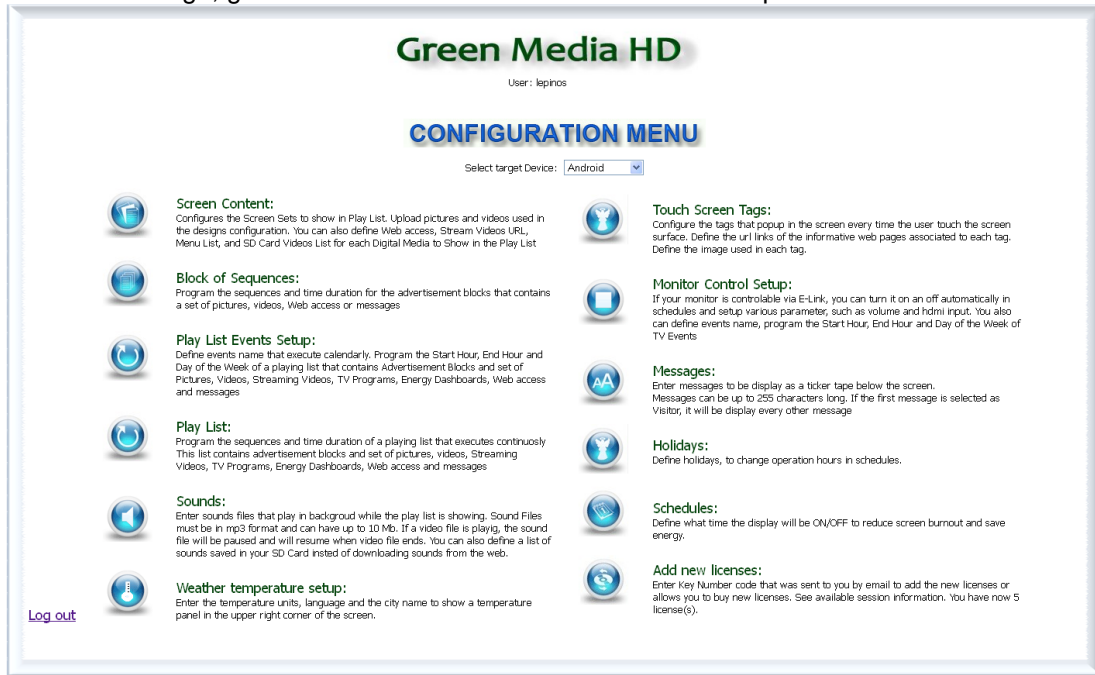 Green Media HD
User: lepinos
CONFIGURATION MENU
Select target Device: Android
Screen Content:
Configures the Screen Sets to show in Play List. Upload pictures and videos used in
the designs configuration. You can also define Web access, Stream Videos URL,
Menu List, and SD Card Videos List for each Digital Media to Show in the Play List
Block of Sequences:
Program the sequences and time duration for the advertisement blocks that contains
a set of pictures, videos, Web access or messages
Play List Events Setup:
Define events name that execute calendarly. Program the Start Hour, End Hour and
Day of the Week of a playing list that contains Advertisement Blocks and set of
Pictures, Videos, Streaming Videos, TV Programs, Energy Dashboards, Web access
and messages
Play List:
Program the sequences and time duration of a playing list that executes continuosly
This list contains advertisement blocks and set of pictures, videos, Streaming
Videos, TV Programs, Energy Dashboards, Web access and messages
Sounds:
Enter sounds files that play in backgroud while the play list is showing. Sound Files
must be in mp3 format and can have up to 10 Mb. If a video file is playig, the sound
file will be paused and will resume when video file ends. You can also define a list of
sounds saved in your SD Card insted of downloading sounds from the web.
Weather temperature setup:
Enter the temperature units, language and the city name to show a temperature
panel in the upper right corner of the screen.
Touch Screen Tags:
Configure the tags that popup in the screen every time the user touch the screen
surface. Define the url links of the informative web pages associated to each tag.
Define the image used in each tag.
Monitor Control Setup:
If your monitor is controlable via E-Link, you can turn it on an off automatically in
schedules and setup various parameter, such as volume and hdmi input. You also
can define events name, program the Start Hour, End Hour and Day of the Week of
TV Events
Messages:
Enter messages to be display as a ticker tape below the screen.
Messages can be up to 255 characters long. If the first message is selected as
Visitor, it will be display every other message
Holidays:
Define holidays, to change operation hours in schedules.
Schedules:
Define what time the display will be ON/OFF to reduce screen burnout and save
energy.
Add new licenses:
Enter Key Number code that was sent to you by email to add the new licenses or
allows you to buy new licenses. See available session information. You have now 5
license(s).
Log out